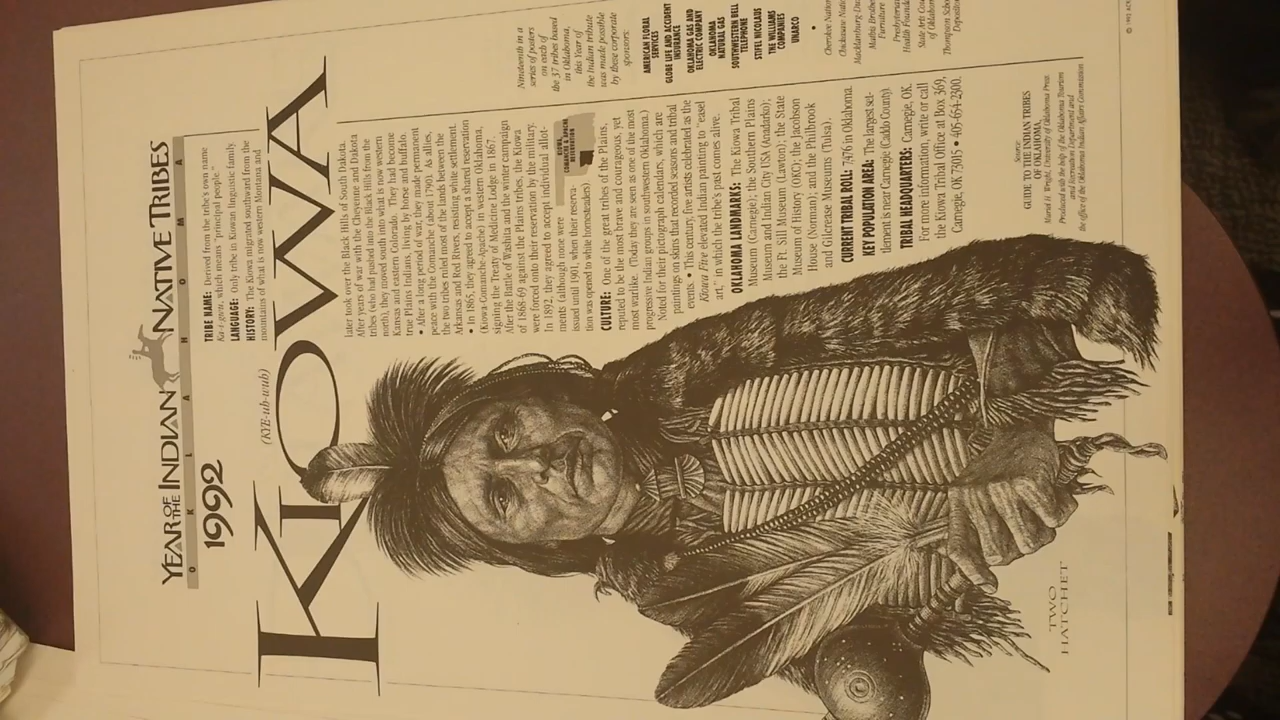 YEAR OF THE INDIAN NATIVE TRIBES
OKLAHOMA
1992
(KYE-uh-wuh)
KIOWA
TRIBE NAME: Derived from the tribe's own name
which means "principal people."
LANGUAGE: Only tribe in Kiowan linguistic family.
HISTORY: The Kiowa migrated southward from the
mountains of what is now western Montana and
later took over the Black Hills of South Dakota.
After years of war with the Cheyenne and Dakota
tribes (who had pushed into the Black Hills from the
north), they moved south into what is now western
Kansas and eastern Colorado. They had become
true Plains Indians, living by horse and buffalo.
• After a long period of war, they made permanent
peace with the Comanche (about 1790). As allies,
the two tribes ruled most of the lands between the
Arkansas and Red Rivers, resisting white settlement.
• In 1865, they agreed to accept a shared reservation
(Kiowa-Comanche-Apache) in western Oklahoma,
signing the Treaty of Medicine Lodge in 1867.
After the Battle of Washita and the winter campaign
of 1868-69 against the Plains tribes, the Kiowa
were forced onto their reservation by the military.
In 1892, they agreed to accept individual allot-
ments (although none were
issued until 1901, when their reserva-
tion was opened to white homesteaders).
CULTURE: One of the great tribes of the Plains,
reputed to be the most brave and courageous, yet
most warlike. (Today they are seen as one of the most
progressive Indian groups in southwestern Oklahoma.)
Noted for their pictograph calendars, which are
paintings on skins that recorded seasons and tribal
events. • This century, five artists celebrated as the
Kiowa Five elevated Indian painting to "easel
art," in which the tribe's past comes alive.
OKLAHOMA LANDMARKS: The Kiowa Tribal
Museum (Carnegie); the Southern Plains
Museum and Indian City USA (Anadarko);
the Ft. Sill Museum (Lawton); the State
Museum of History (OKC); the Jacobson
House (Norman); and the Philbrook
and Gilcrease Museums (Tulsa).
CURRENT TRIBAL ROLL: 7,476 in Oklahoma.
KEY POPULATION AREA: The largest set-
tlement is near Carnegie (Caddo County).
TRIBAL HEADQUARTERS: Carnegie, OK.
For more information, write or call
the Kiowa Tribal Office at Box 369,
Carnegie, OK 73015 • 405-654-2300.
Source:
GUIDE TO THE INDIAN TRIBES
OF OKLAHOMA,
Muriel H. Wright, University of Oklahoma Press.
Produced with the help of the Oklahoma Tourism
and Recreation Department and
the office of the Oklahoma Indian Affairs Commission
Nineteenth in a
series of posters
on each of
the 37 tribes based
in Oklahoma,
this Year of
the Indian tribute
was made possible
by these corporate
sponsors:
AMERICAN FLORAL
SERVICES
GLOBE LIFE AND ACCIDENT
INSURANCE
OKLAHOMA GAS AND
ELECTRIC COMPANY
OKLAHOMA
NATURAL GAS
SOUTHWESTERN BELL
TELEPHONE
STIFEL NICOLAUS
THE WILLIAMS
COMPANIES
UNARCO
•
Cherokee Nation
Chickasaw Nation
Mathis Brothers
Furniture
Presbyterian
Health Foundation
State Arts Council
of Oklahoma
Thompson School
TWO
HATCHET